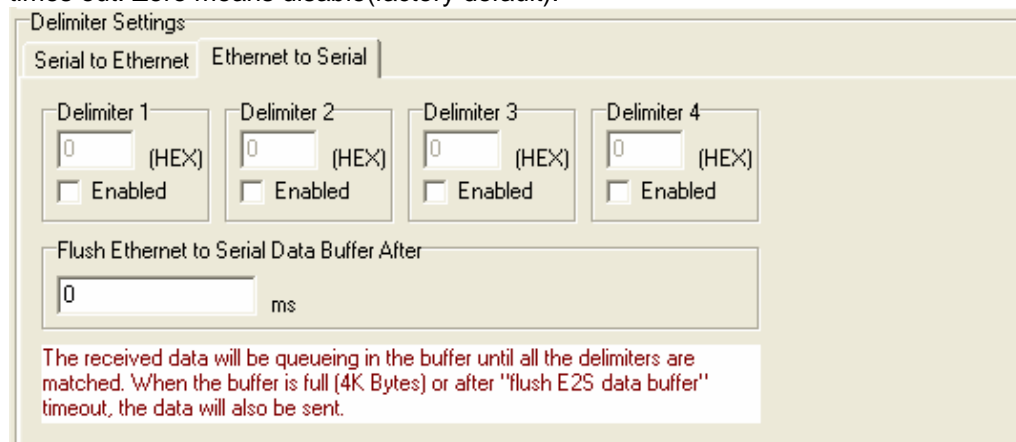 times out. Zero means disable(factory default).
Delimiter Settings
Serial to Ethernet Ethernet to Serial
Delimiter 1 Delimiter 2 Delimiter 3 Delimiter 4
0 (HEX) 0 (HEX) 0 (HEX) 0 (HEX)
Enabled Enabled Enabled Enabled
Flush Ethernet to Serial Data Buffer After
0 ms
The received data will be queueing in the buffer until all the delimiters are
matched. When the buffer is full (4K Bytes) or after "flush E2S data buffer"
timeout, the data will also be sent.